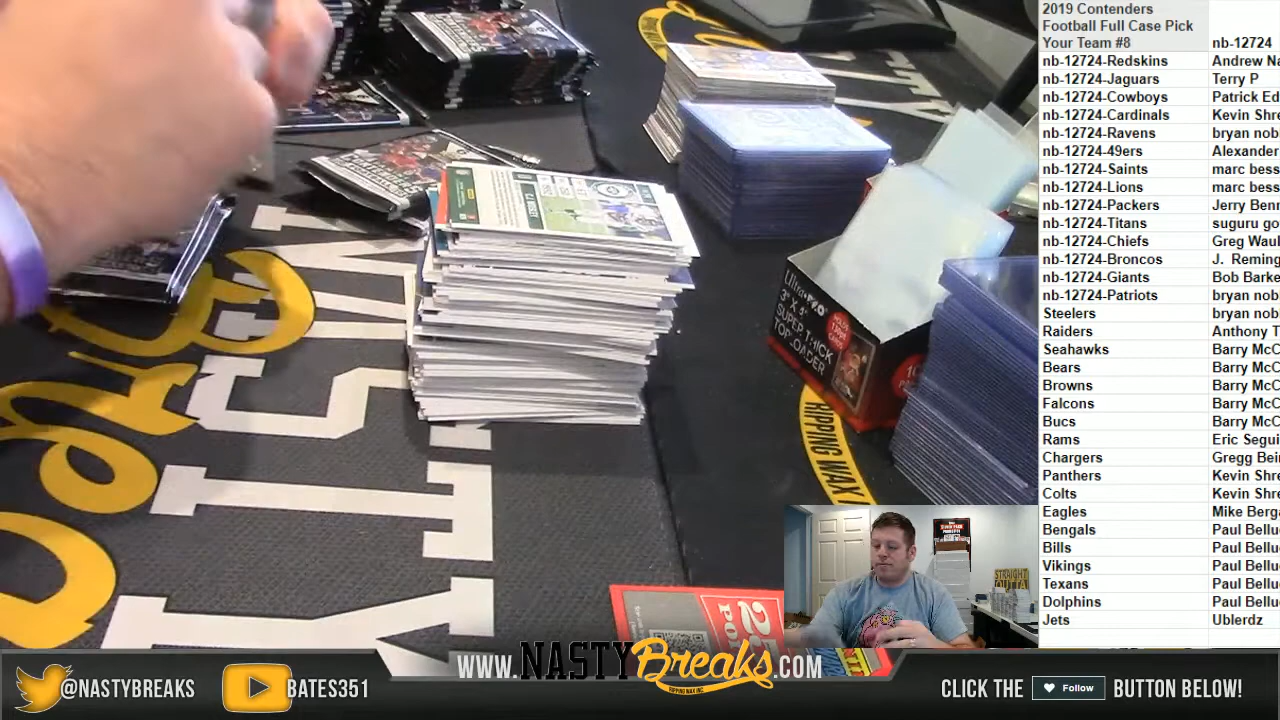 2019 Contenders
Football Full Case Pick
Your Team #8 nb-12724
nb-12724-Redskins Andrew Na
nb-12724-Jaguars Terry P
nb-12724-Cowboys Patrick Ed
nb-12724-Cardinals Kevin Shre
nb-12724-Ravens bryan nob
nb-12724-49ers Alexander
nb-12724-Saints marc bess
nb-12724-Lions marc bess
nb-12724-Packers Jerry Benn
nb-12724-Titans suguru go
nb-12724-Chiefs Greg Waul
nb-12724-Broncos J. Reming
nb-12724-Giants Bob Barke
nb-12724-Patriots bryan nob
Steelers bryan nob
Raiders Anthony T
Seahawks Barry McC
Bears Barry McC
Browns Barry McC
Falcons Barry McC
Bucs Barry McC
Rams Eric Segui
Chargers Gregg Bein
Panthers Kevin Shre
Colts Kevin Shre
Eagles Mike Berga
Bengals Paul Bellu
Bills Paul Bellu
Vikings Paul Bellu
Texans Paul Bellu
Dolphins Paul Bellu
Jets Ublerdz
Ultra PRO
3" X 4"
SUPER THICK
TOPLOADER
RIPPING WAX
STRAIGHT
OUTTA
@NASTYBREAKS
BATES351
WWW.NASTYBreaks.COM
RIPPING WAX INC.
CLICK THE Follow BUTTON BELOW!